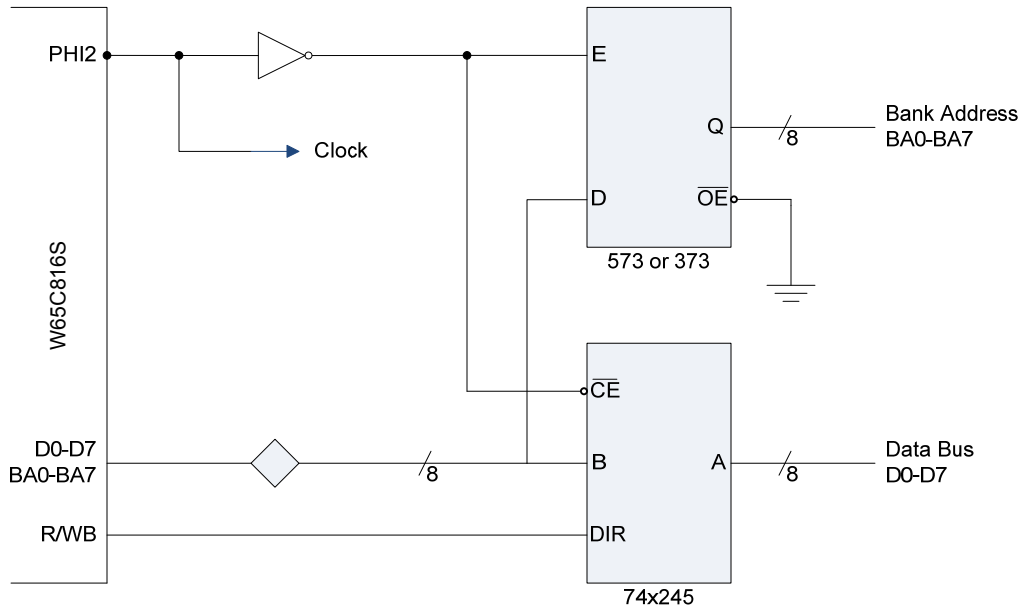 PHI2
E
Q
8
Bank Address
BA0-BA7
Clock
D
OE
573 or 373
W65C816S
CE
D0-D7
BA0-BA7
8
B
A
8
Data Bus
D0-D7
R/WB
DIR
74x245